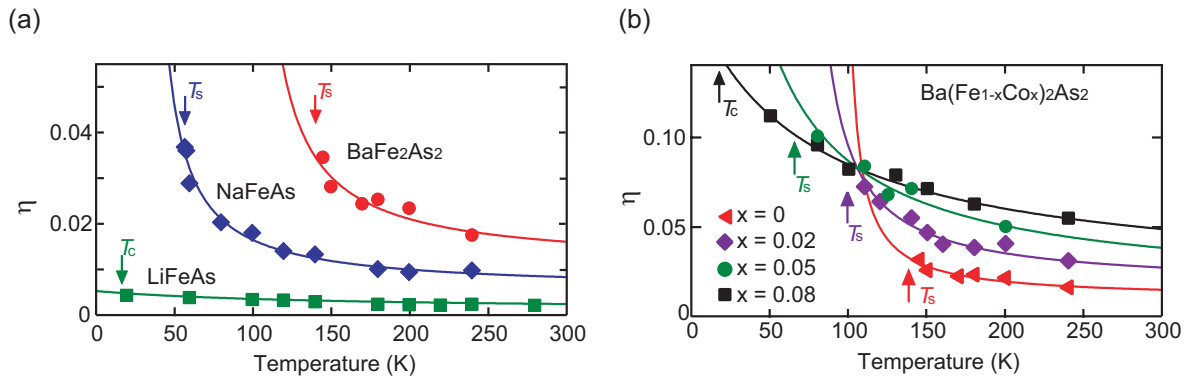 (a)
(b)
η
0.04
0.02
0
Ts
Ts
BaFe2As2
NaFeAs
Tc
LiFeAs
0 50 100 150 200 250 300
Temperature (K)
η
0.10
0.05
0
Ba(Fe1-xCox)2As2
Tc
Ts
Ts
Ts
x = 0
x = 0.02
x = 0.05
x = 0.08
0 50 100 150 200 250 300
Temperature (K)